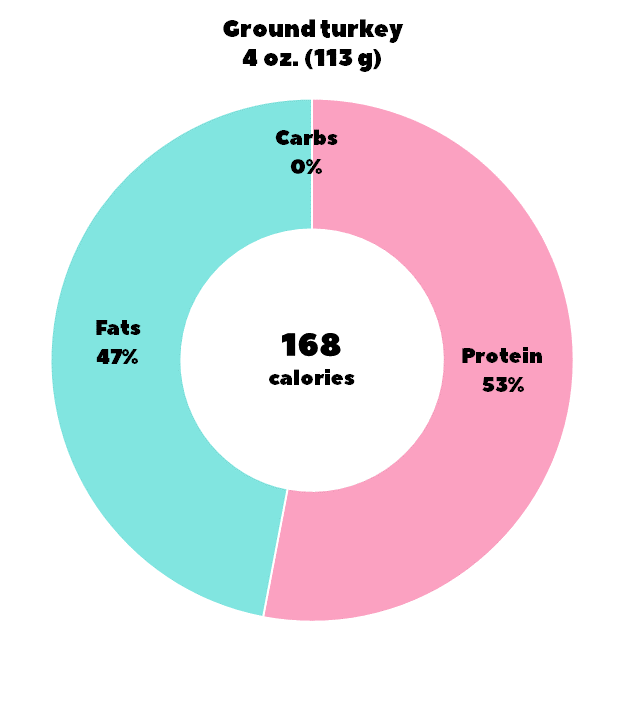 Ground turkey
4 oz. (113 g)
Carbs
0%
Fats
47%
168
calories
Protein
53%